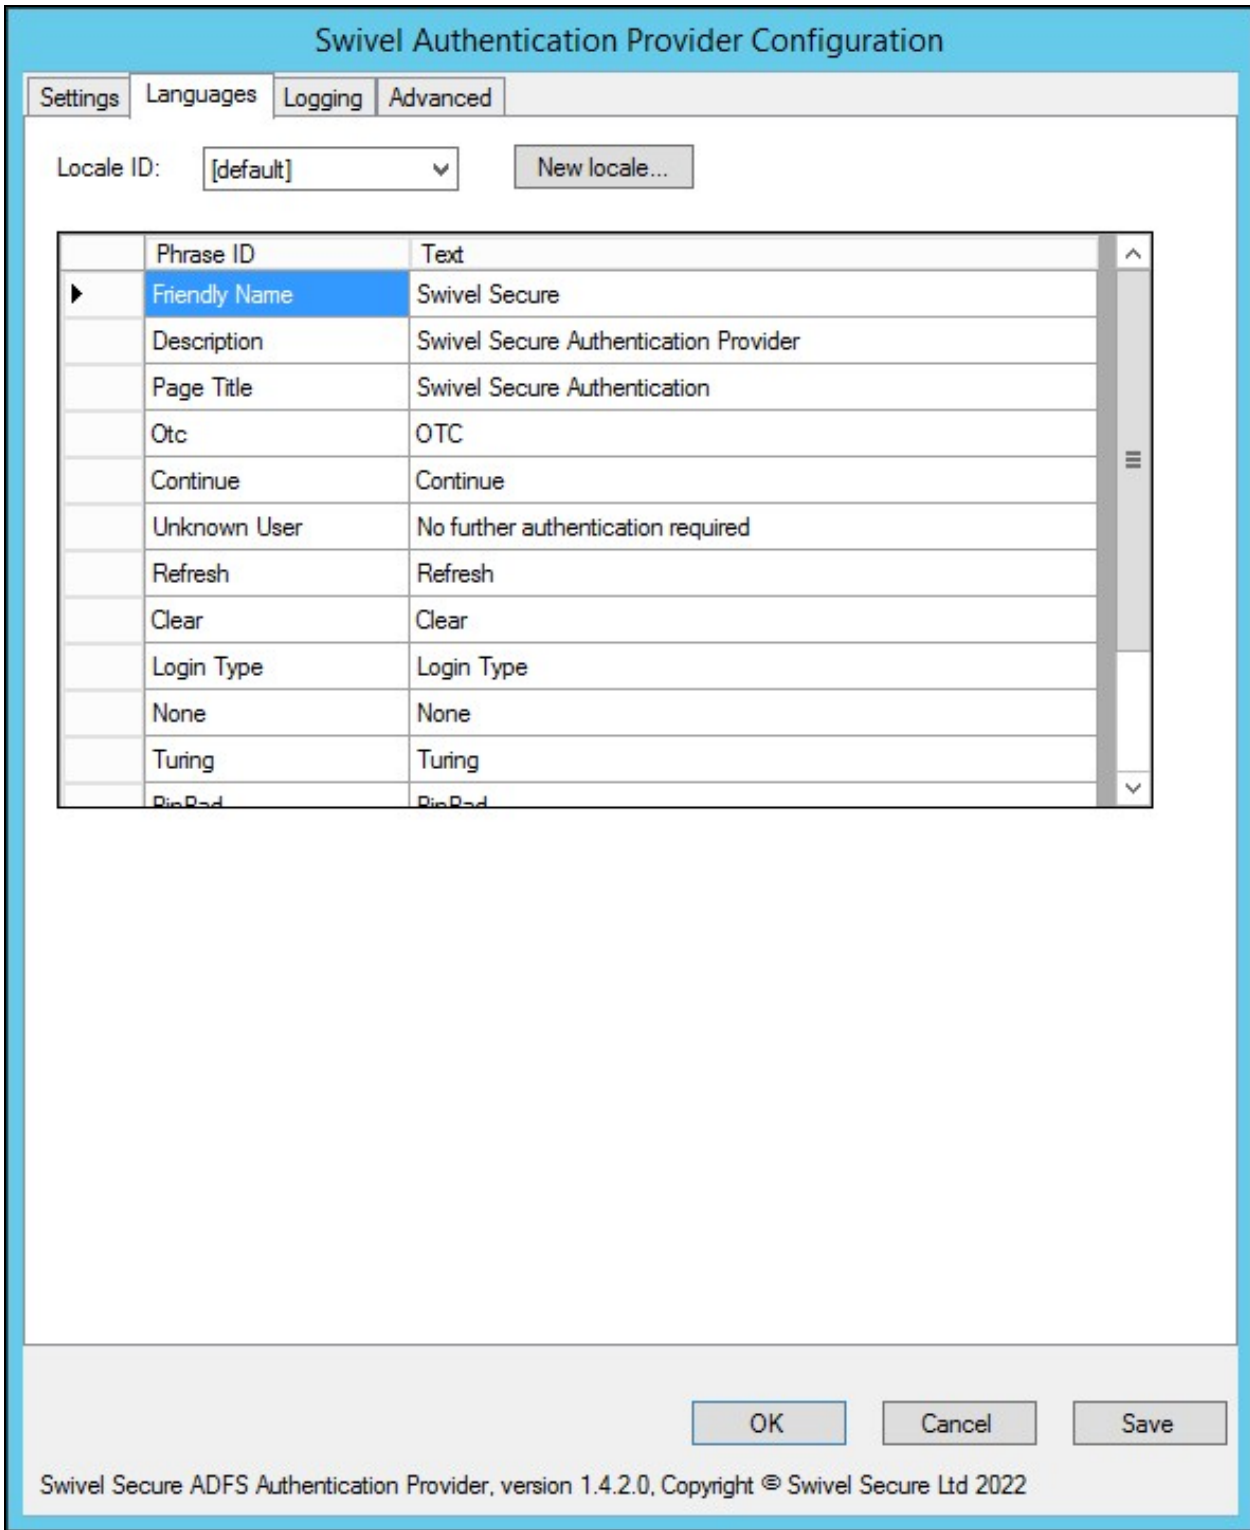 Swivel Authentication Provider Configuration
Settings Languages Logging Advanced
Locale ID: [default] New locale...
Phrase ID Text
Friendly Name Swivel Secure
Description Swivel Secure Authentication Provider
Page Title Swivel Secure Authentication
Otc OTC
Continue Continue
Unknown User No further authentication required
Refresh Refresh
Clear Clear
Login Type Login Type
None None
Turing Turing
PinPad PinPad
OK Cancel Save
Swivel Secure ADFS Authentication Provider, version 1.4.2.0, Copyright © Swivel Secure Ltd 2022